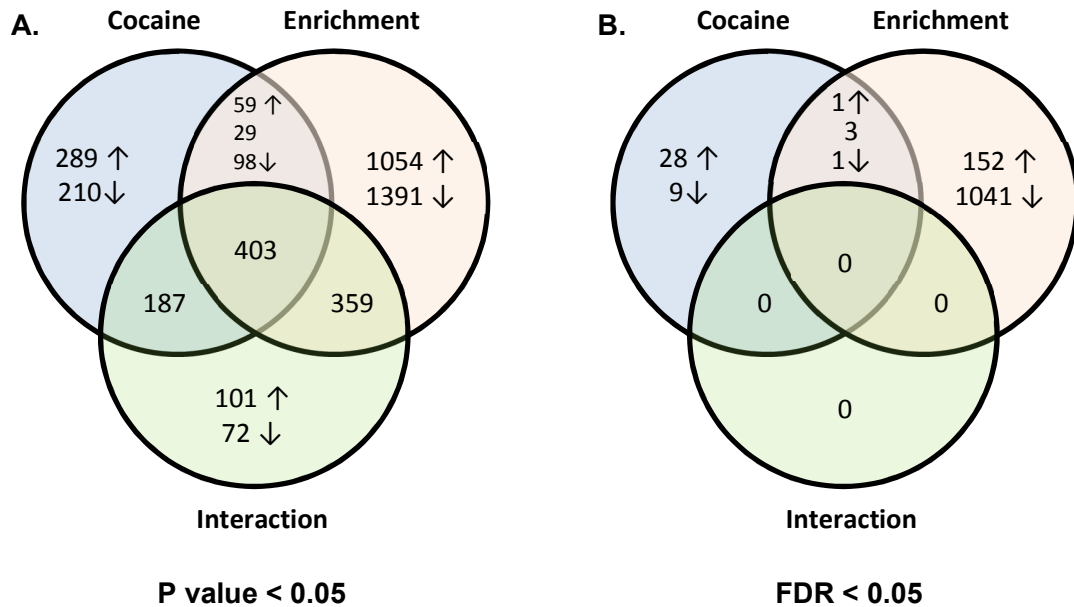 A.
Cocaine
Enrichment
59 ↑
29
98↓
289 ↑
210↓
1054 ↑
1391 ↓
403
187
359
101 ↑
72 ↓
Interaction
P value < 0.05
B.
Cocaine
Enrichment
1↑
3
1↓
28 ↑
9↓
152 ↑
1041 ↓
0
0
0
0
Interaction
FDR < 0.05